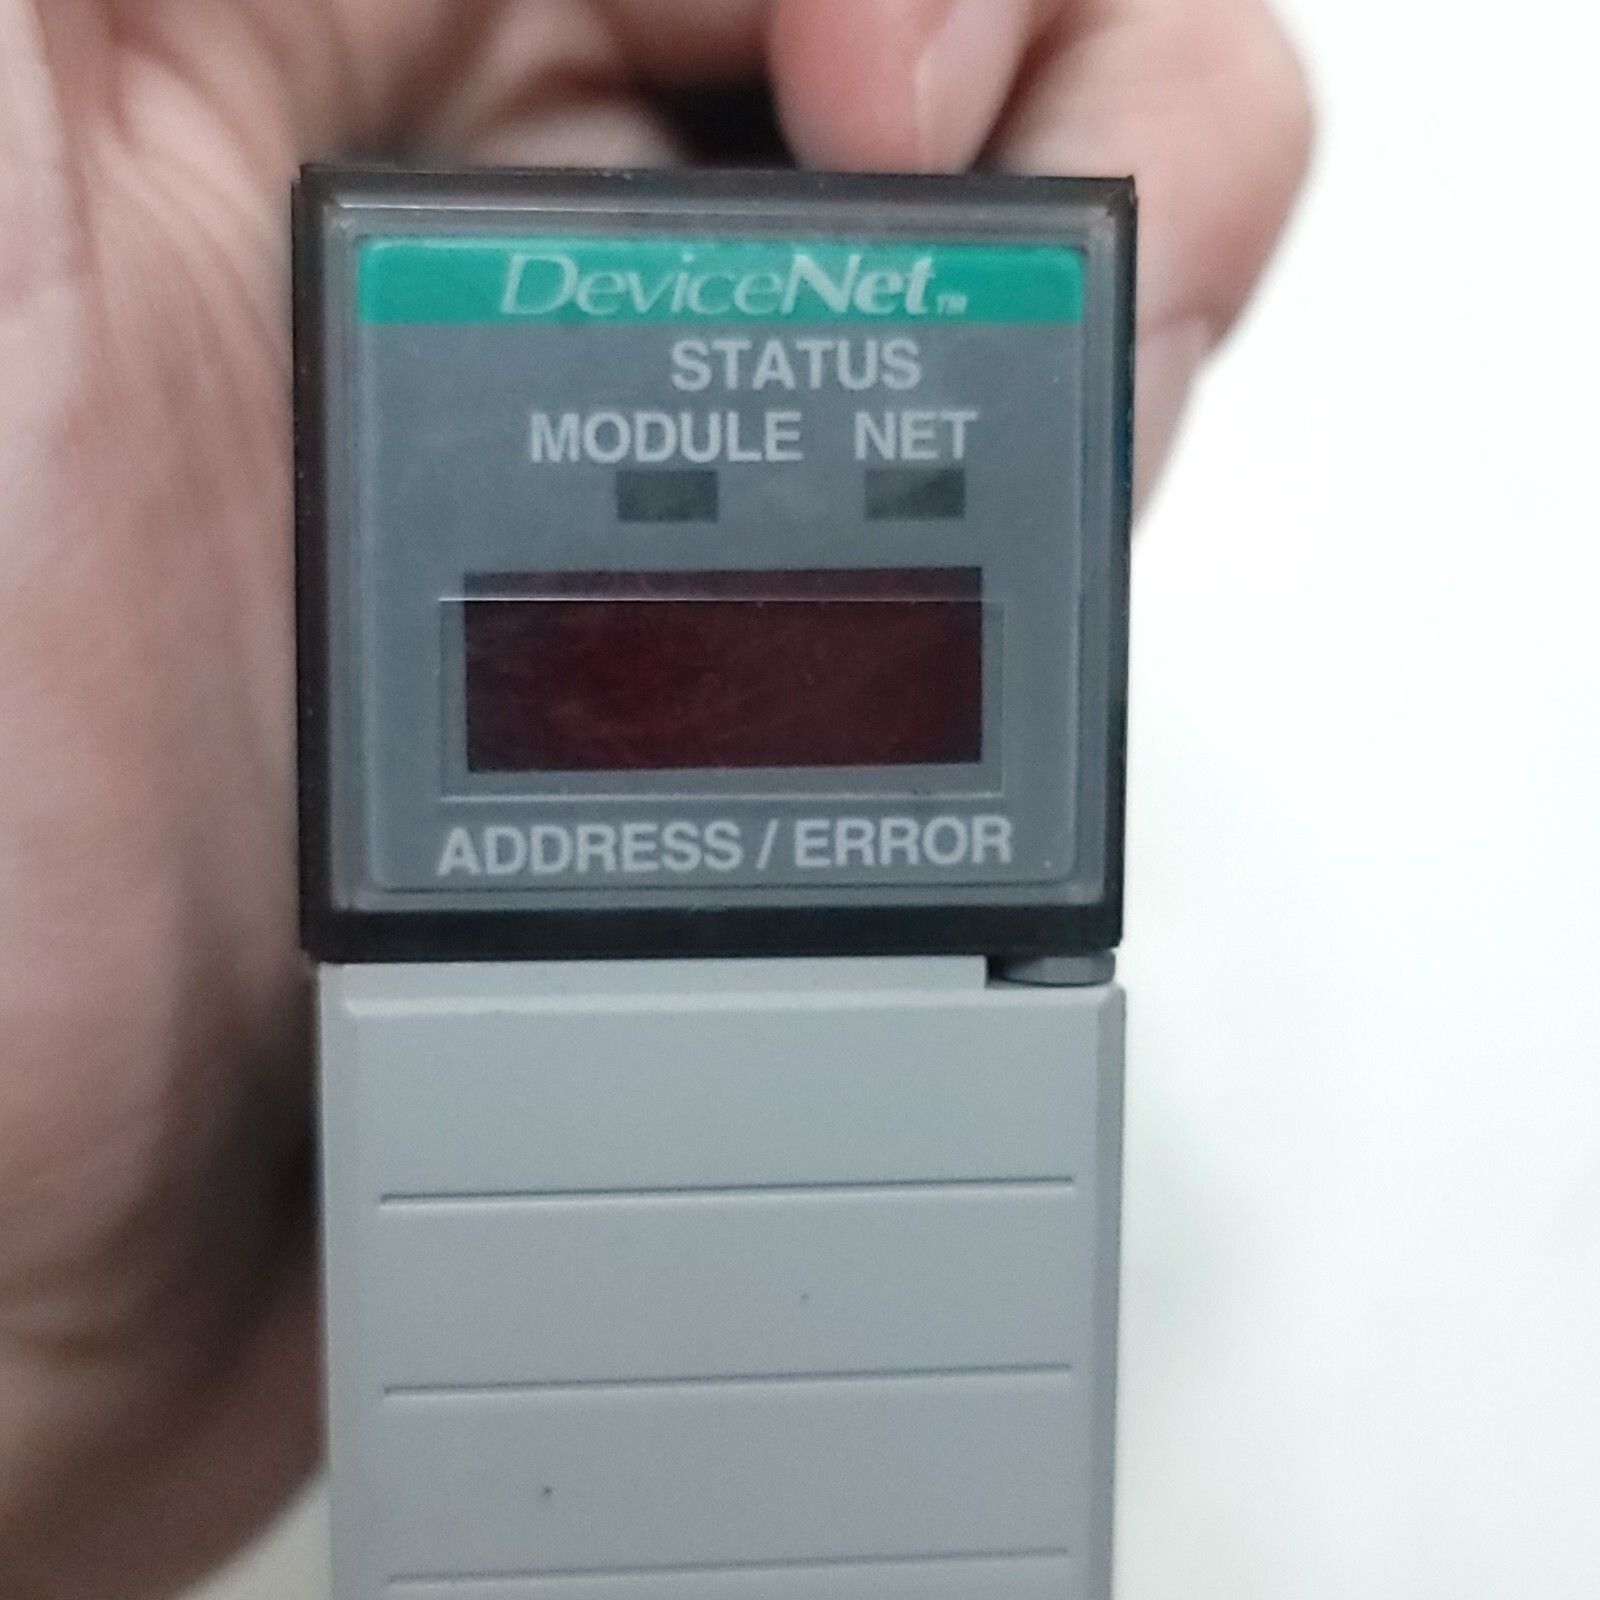 DeviceNet™
STATUS
MODULE NET
ADDRESS / ERROR